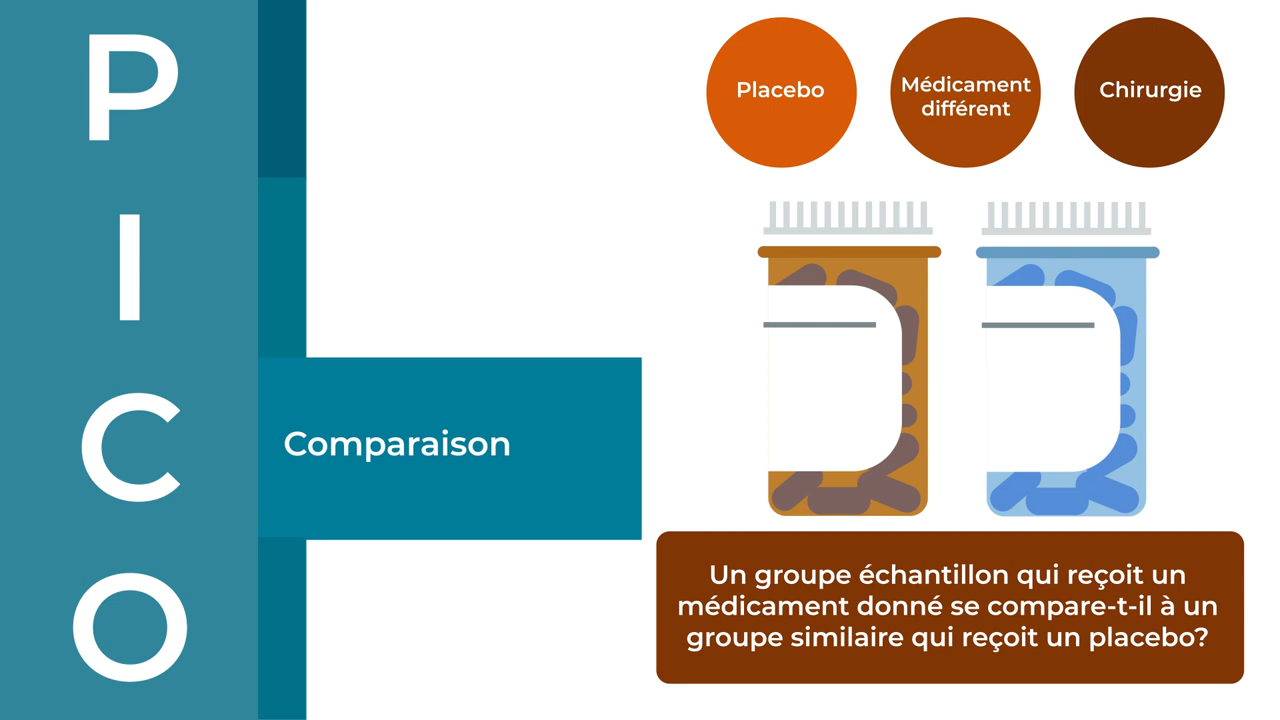 P
I
C
O
Comparaison
Placebo
Médicament
différent
Chirurgie
Un groupe échantillon qui reçoit un
médicament donné se compare-t-il à un
groupe similaire qui reçoit un placebo?